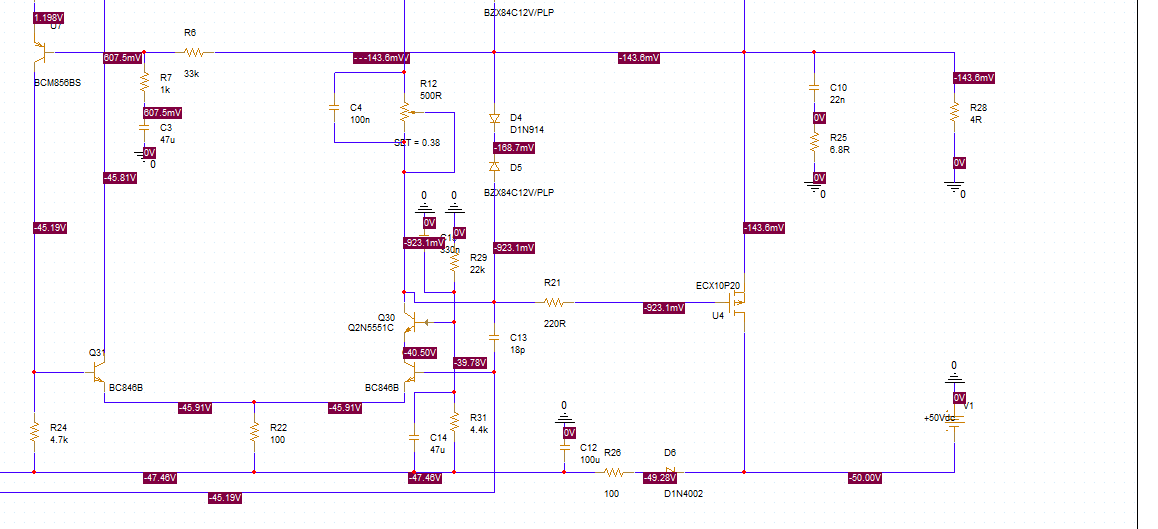 BZX84C12V/PLP
1.198V
U7
R6
607.5mV
-143.6mV
-143.6mV
33k
BCM856BS
R7
1k
-143.6mV
R12
500R
C10
22n
R28
4R
C4
100n
607.5mV
C3
47u
D4
D1N914
0V
R25
6.8R
SET = 0.38
-168.7mV
0V
0
D5
0V
-45.81V
0V
BZX84C12V/PLP
0
0
0
0
-45.19V
0V
0V
-143.6mV
-923.1mV
330n
-923.1mV
R29
22k
R21
ECX10P20
-923.1mV
U4
Q30
Q2N5551C
220R
C13
18p
Q31
-40.50V
-39.78V
0
BC846B
BC846B
0V
V1
+50Vdc
-45.91V
-45.91V
0
R24
4.7k
R22
100
R31
4.4k
0V
C14
47u
C12
100u
R26
D6
-47.46V
-47.46V
-49.28V
-50.00V
-45.19V
100
D1N4002